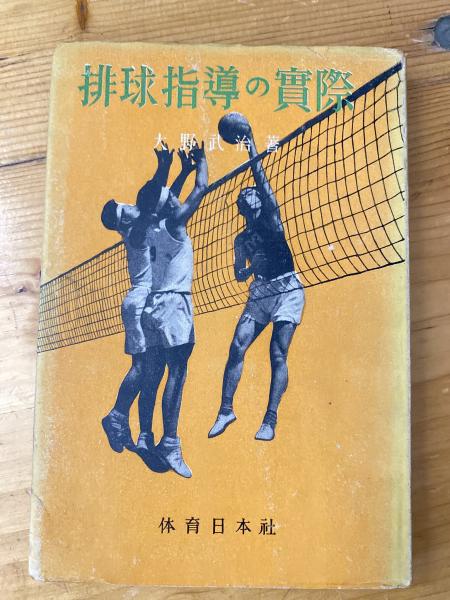 排球指導の實際
大野武治著
体育日本社